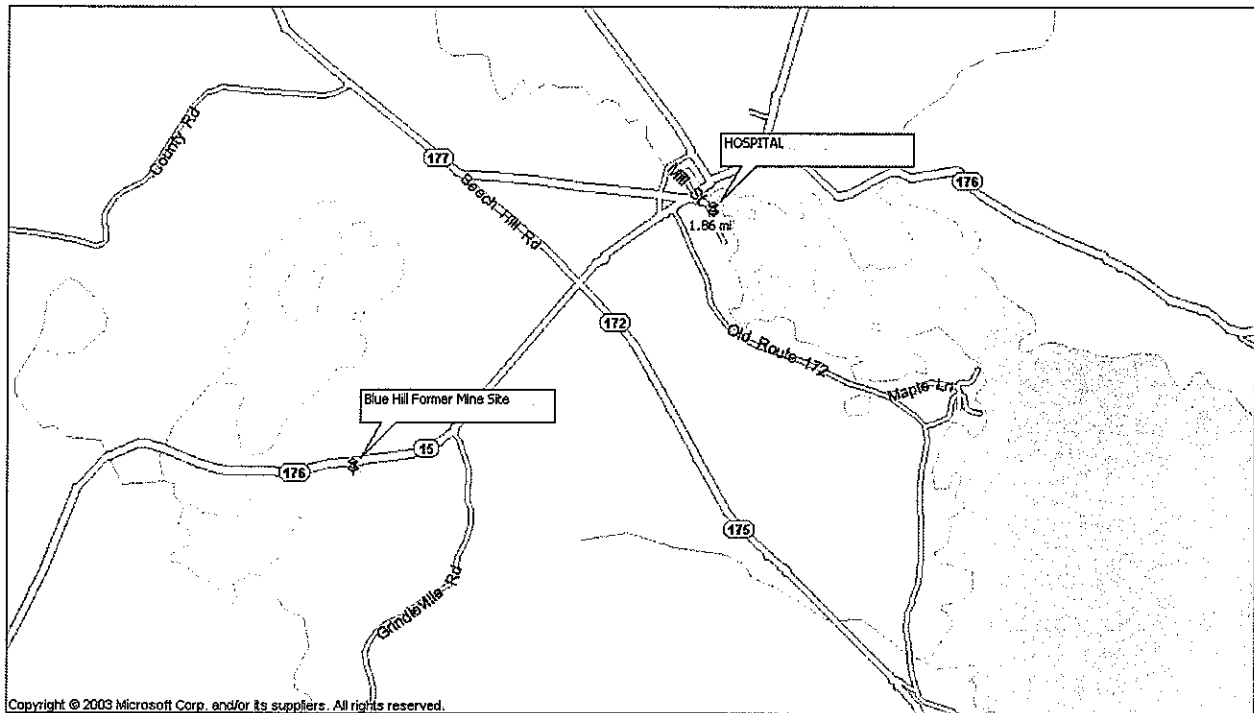 County Rd
177
HOSPITAL
Mill St
176
1.86 mi
Beech Hill Rd
172
Old Route 172
Maple Ln
Blue Hill Former Mine Site
15
176
175
Grindleville Rd
Copyright © 2003 Microsoft Corp. and/or its suppliers. All rights reserved.